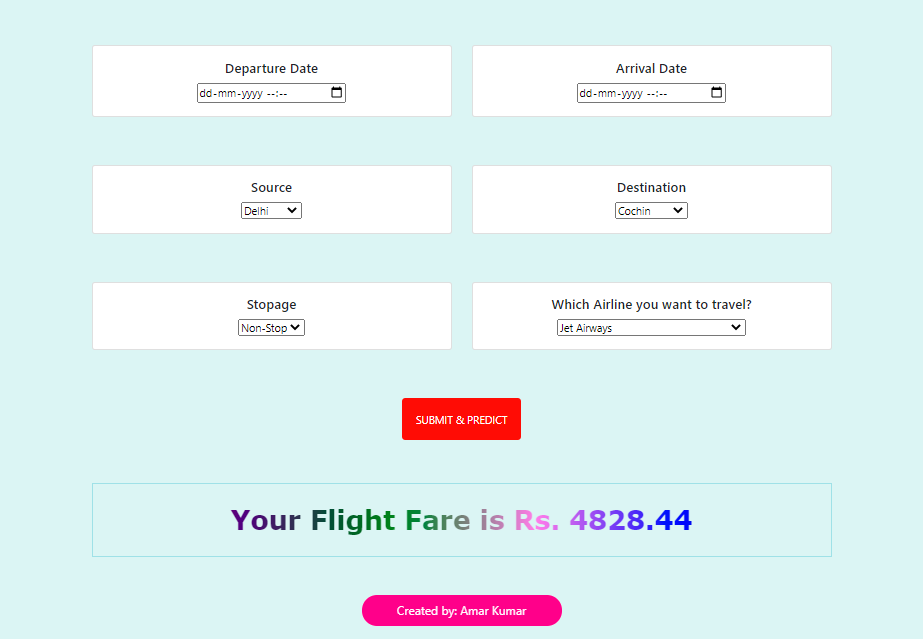 Departure Date
Arrival Date
dd-mm-yyyy --:--
dd-mm-yyyy --:--
Source
Destination
Delhi
Cochin
Stopage
Which Airline you want to travel?
Non-Stop
Jet Airways
SUBMIT & PREDICT
Your Flight Fare is Rs. 4828.44
Created by: Amar Kumar